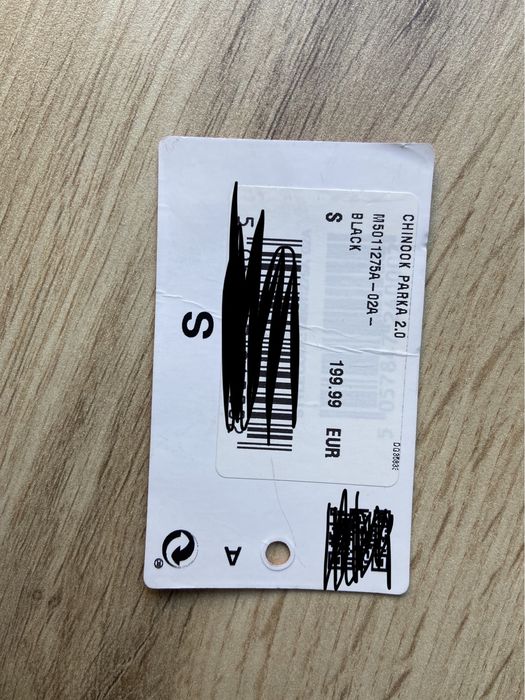 CHINOOK PARKA 2.0
M5011275A-02A-
BLACK
S
199.99 EUR
S
A